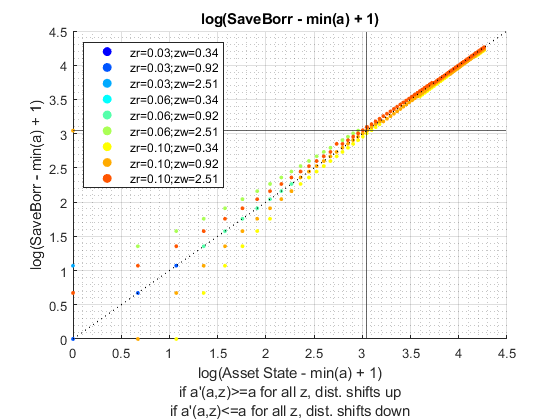 log(SaveBorr - min(a) + 1)
4.5
4
3.5
3
2.5
2
1.5
1
0.5
0
log(SaveBorr - min(a) + 1)
zr=0.03;zw=0.34
zr=0.03;zw=0.92
zr=0.03;zw=2.51
zr=0.06;zw=0.34
zr=0.06;zw=0.92
zr=0.06;zw=2.51
zr=0.10;zw=0.34
zr=0.10;zw=0.92
zr=0.10;zw=2.51
0 0.5 1 1.5 2 2.5 3 3.5 4 4.5
log(Asset State - min(a) + 1)
if a'(a,z)>=a for all z, dist. shifts up
if a'(a,z)<=a for all z, dist. shifts down